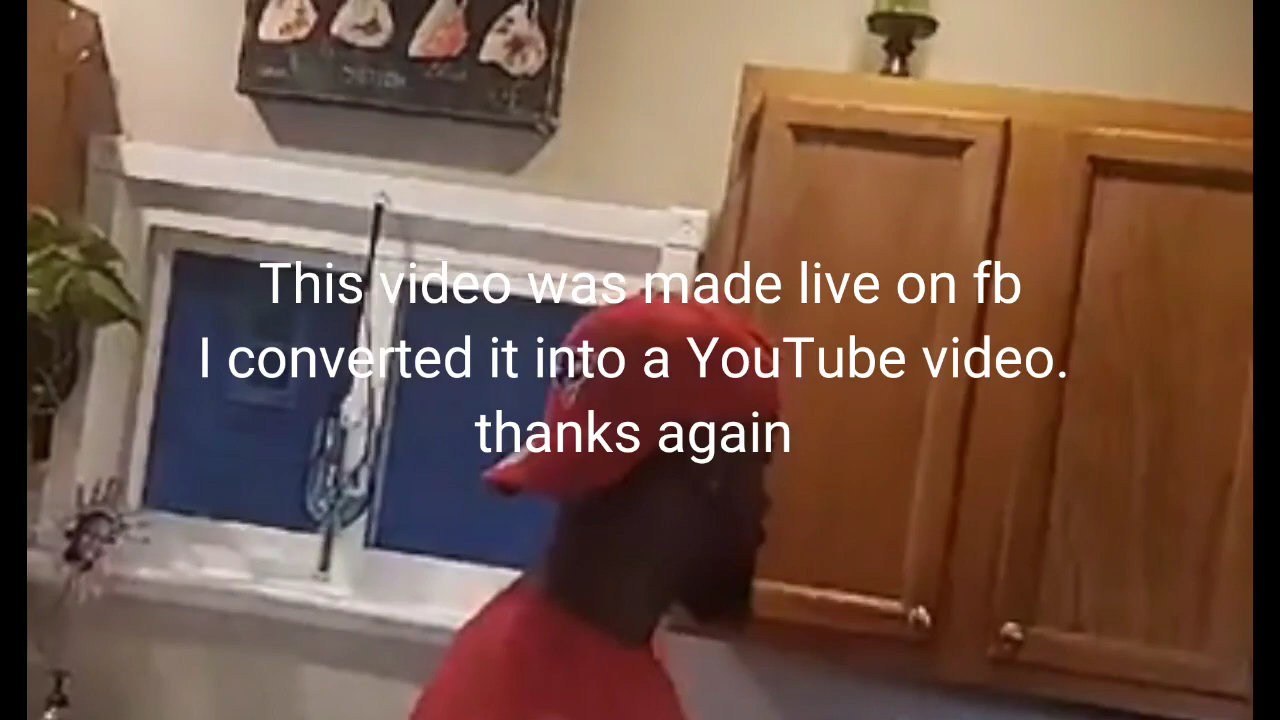 This video was made live on fb
I converted it into a YouTube video.
thanks again